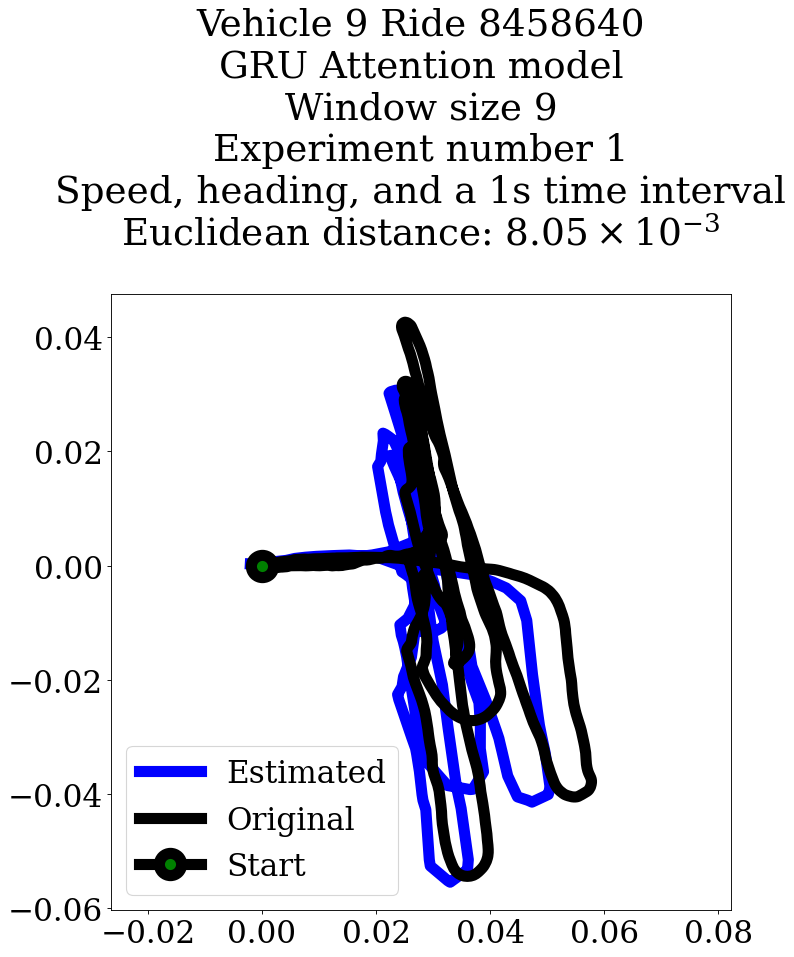 Vehicle 9 Ride 8458640
GRU Attention model
Window size 9
Experiment number 1
Speed, heading, and a 1s time interval
Euclidean distance: 8.05 × 10⁻³
0.04
0.02
0.00
−0.02
−0.04
−0.06
Estimated
Original
Start
−0.02 0.00 0.02 0.04 0.06 0.08